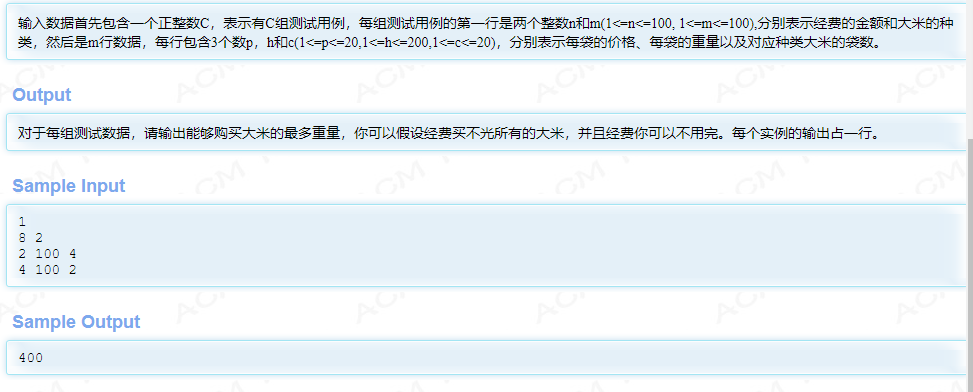 输入数据首先包含一个正整数C，表示有C组测试用例，每组测试用例的第一行是两个整数n和m(1<=n<=100, 1<=m<=100),分别表示经费的金额和大米的种
类，然后是m行数据，每行包含3个数p，h和c(1<=p<=20,1<=h<=200,1<=c<=20)，分别表示每袋的价格、每袋的重量以及对应种类大米的袋数。
Output
对于每组测试数据，请输出能够购买大米的最多重量，你可以假设经费买不光所有的大米，并且经费你可以不用完。每个实例的输出占一行。
Sample Input
1
8 2
2 100 4
4 100 2
Sample Output
400